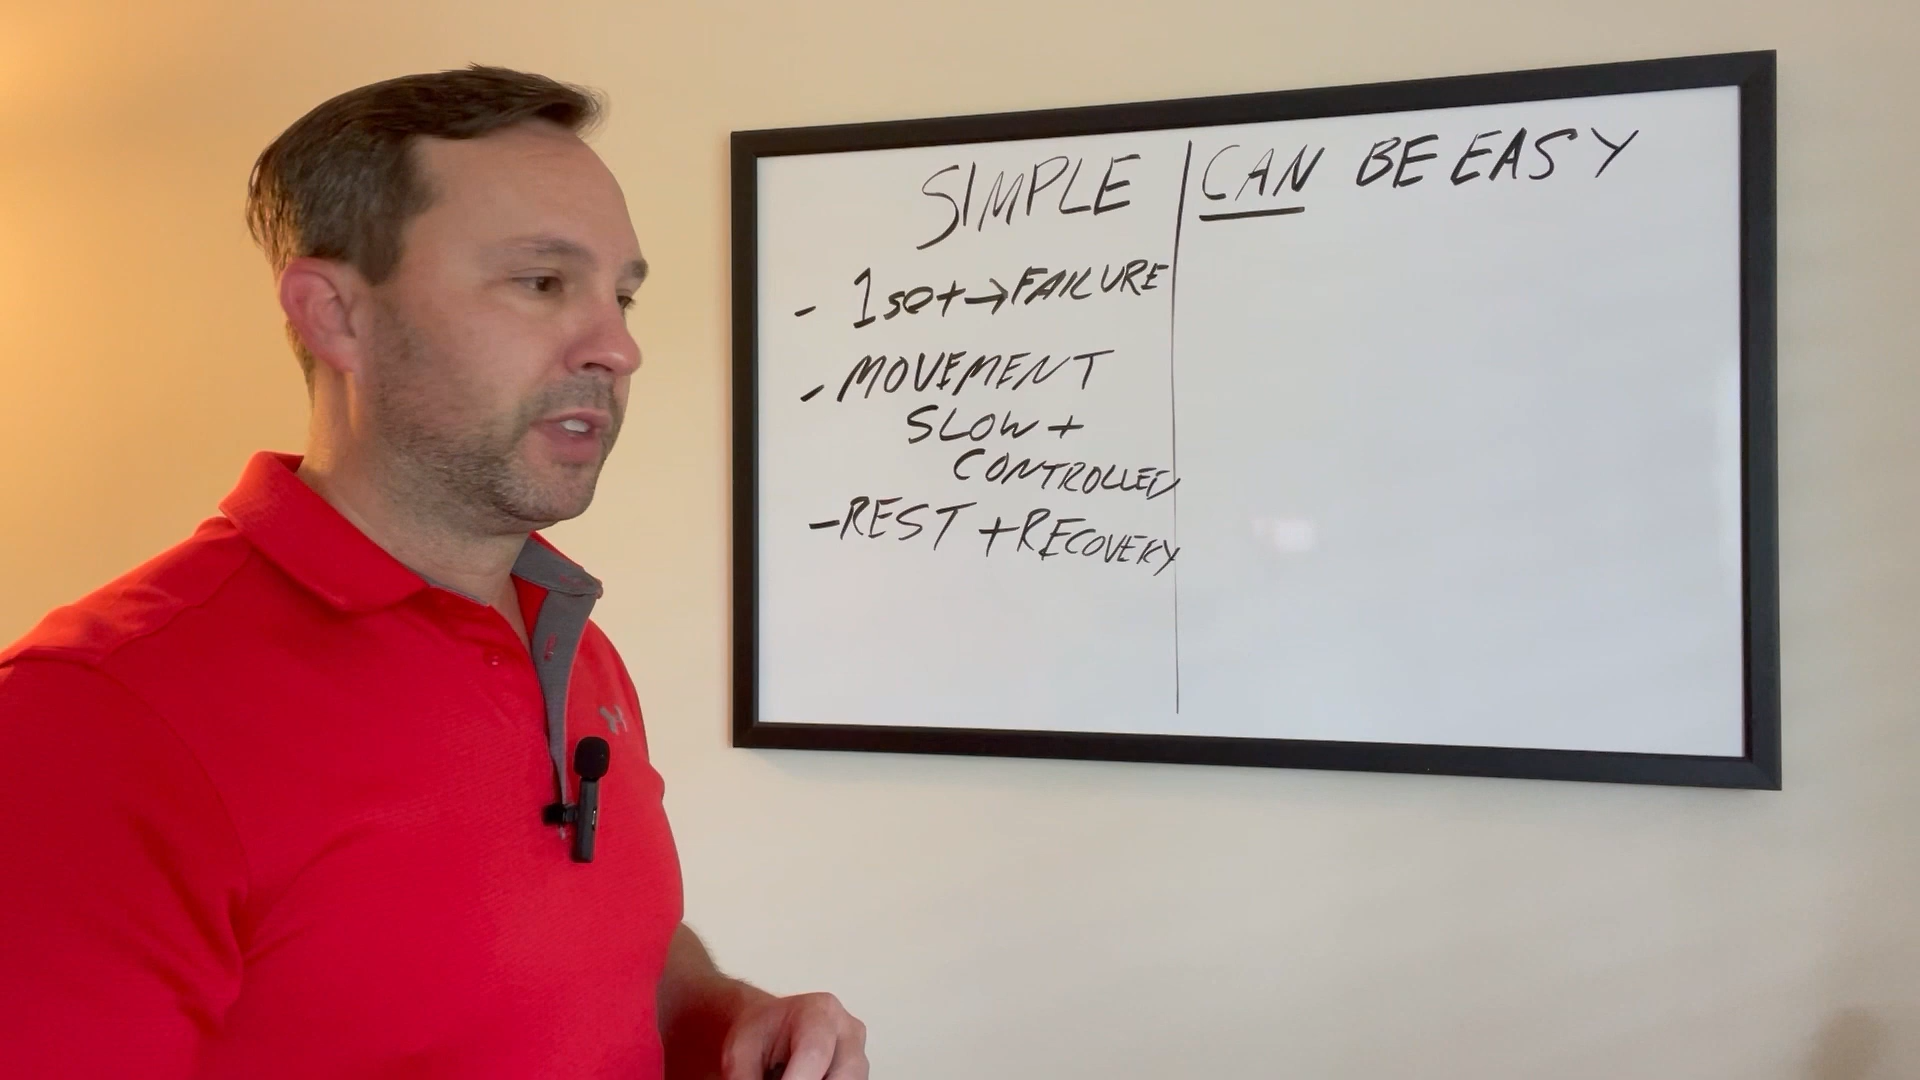 SIMPLE | CAN BE EASY
- 1 set → FAILURE
- MOVEMENT
SLOW +
CONTROLLED
- REST + RECOVERY